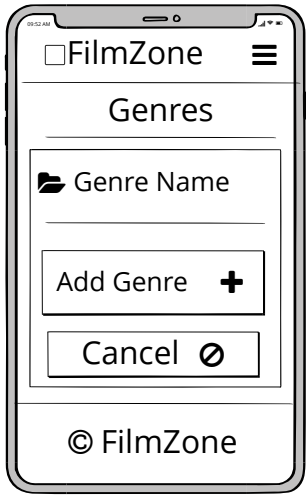 09:52 AM
FilmZone
Genres
Genre Name
Add Genre
Cancel
© FilmZone